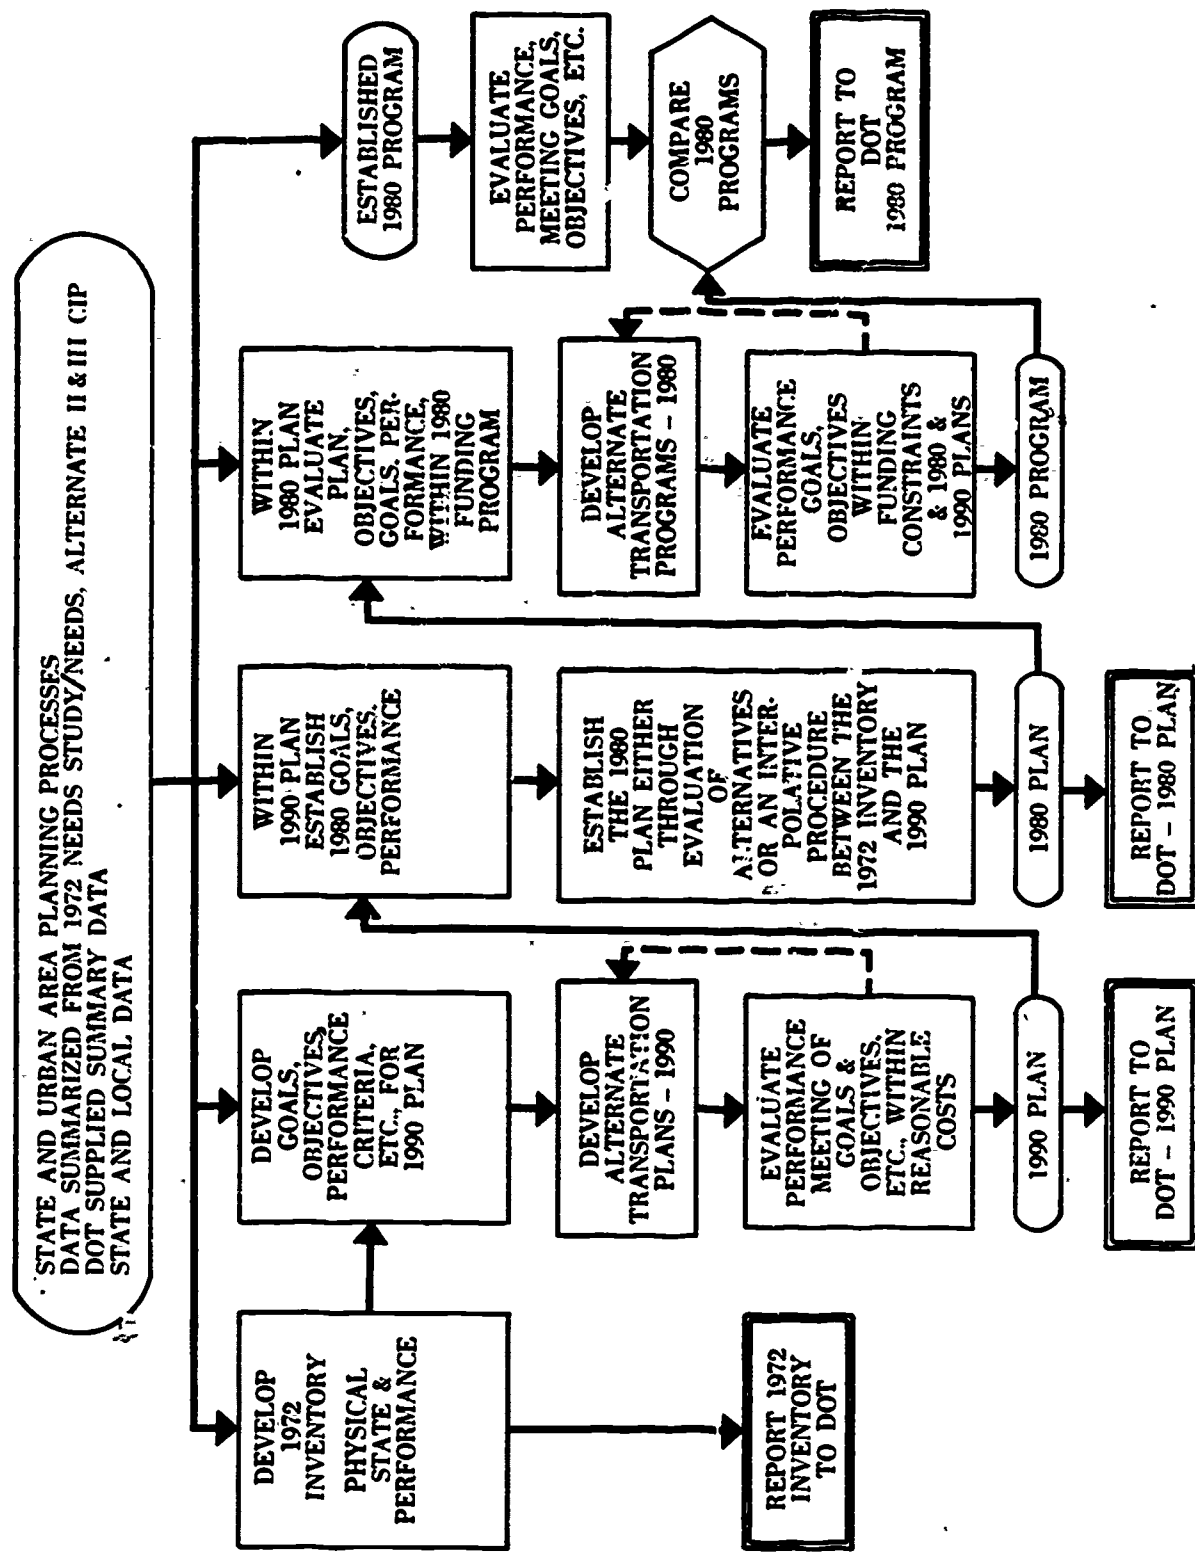 STATE AND URBAN AREA PLANNING PROCESSES
DATA SUMMARIZED FROM 1972 NEEDS STUDY/NEEDS, ALTERNATE II & III CIP
DOT SUPPLIED SUMMARY DATA
STATE AND LOCAL DATA
DEVELOP
1972
INVENTORY
PHYSICAL
STATE &
PERFORMANCE
REPORT 1972
INVENTORY
TO DOT
DEVELOP
GOALS,
OBJECTIVES,
PERFORMANCE
CRITERIA,
ETC., FOR
1990 PLAN
DEVELOP
ALTERNATE
TRANSPORTATION
PLANS – 1990
EVALUATE
PERFORMANCE
MEETING OF
GOALS &
OBJECTIVES,
ETC., WITHIN
REASONABLE
COSTS
1990 PLAN
REPORT TO
DOT – 1990 PLAN
WITHIN
1990 PLAN
ESTABLISH
1980 GOALS,
OBJECTIVES.
PERFORMANCE
ESTABLISH
THE 1980
PLAN EITHER
THROUGH
EVALUATION
OF
ALTERNATIVES
OR AN INTER-
POLATIVE
PROCEDURE
BETWEEN THE
1972 INVENTORY
AND THE
1990 PLAN
1980 PLAN
REPORT TO
DOT – 1980 PLAN
WITHIN
1980 PLAN
EVALUATE
PLAN,
OBJECTIVES,
GOALS, PER-
FORMANCE,
WITHIN 1980
FUNDING
PROGRAM
DEVELOP
ALTERNATE
TRANSPORTATION
PROGRAMS – 1980
EVALUATE
PERFORMANCE
GOALS,
OBJECTIVES
WITHIN
FUNDING
CONSTRAINTS
& 1980 &
1990 PLANS
1980 PROGRAM
ESTABLISHED
1980 PROGRAM
EVALUATE
PERFORMANCE,
MEETING GOALS,
OBJECTIVES, ETC.
COMPARE
1980
PROGRAMS
REPORT TO
DOT
1980 PROGRAM